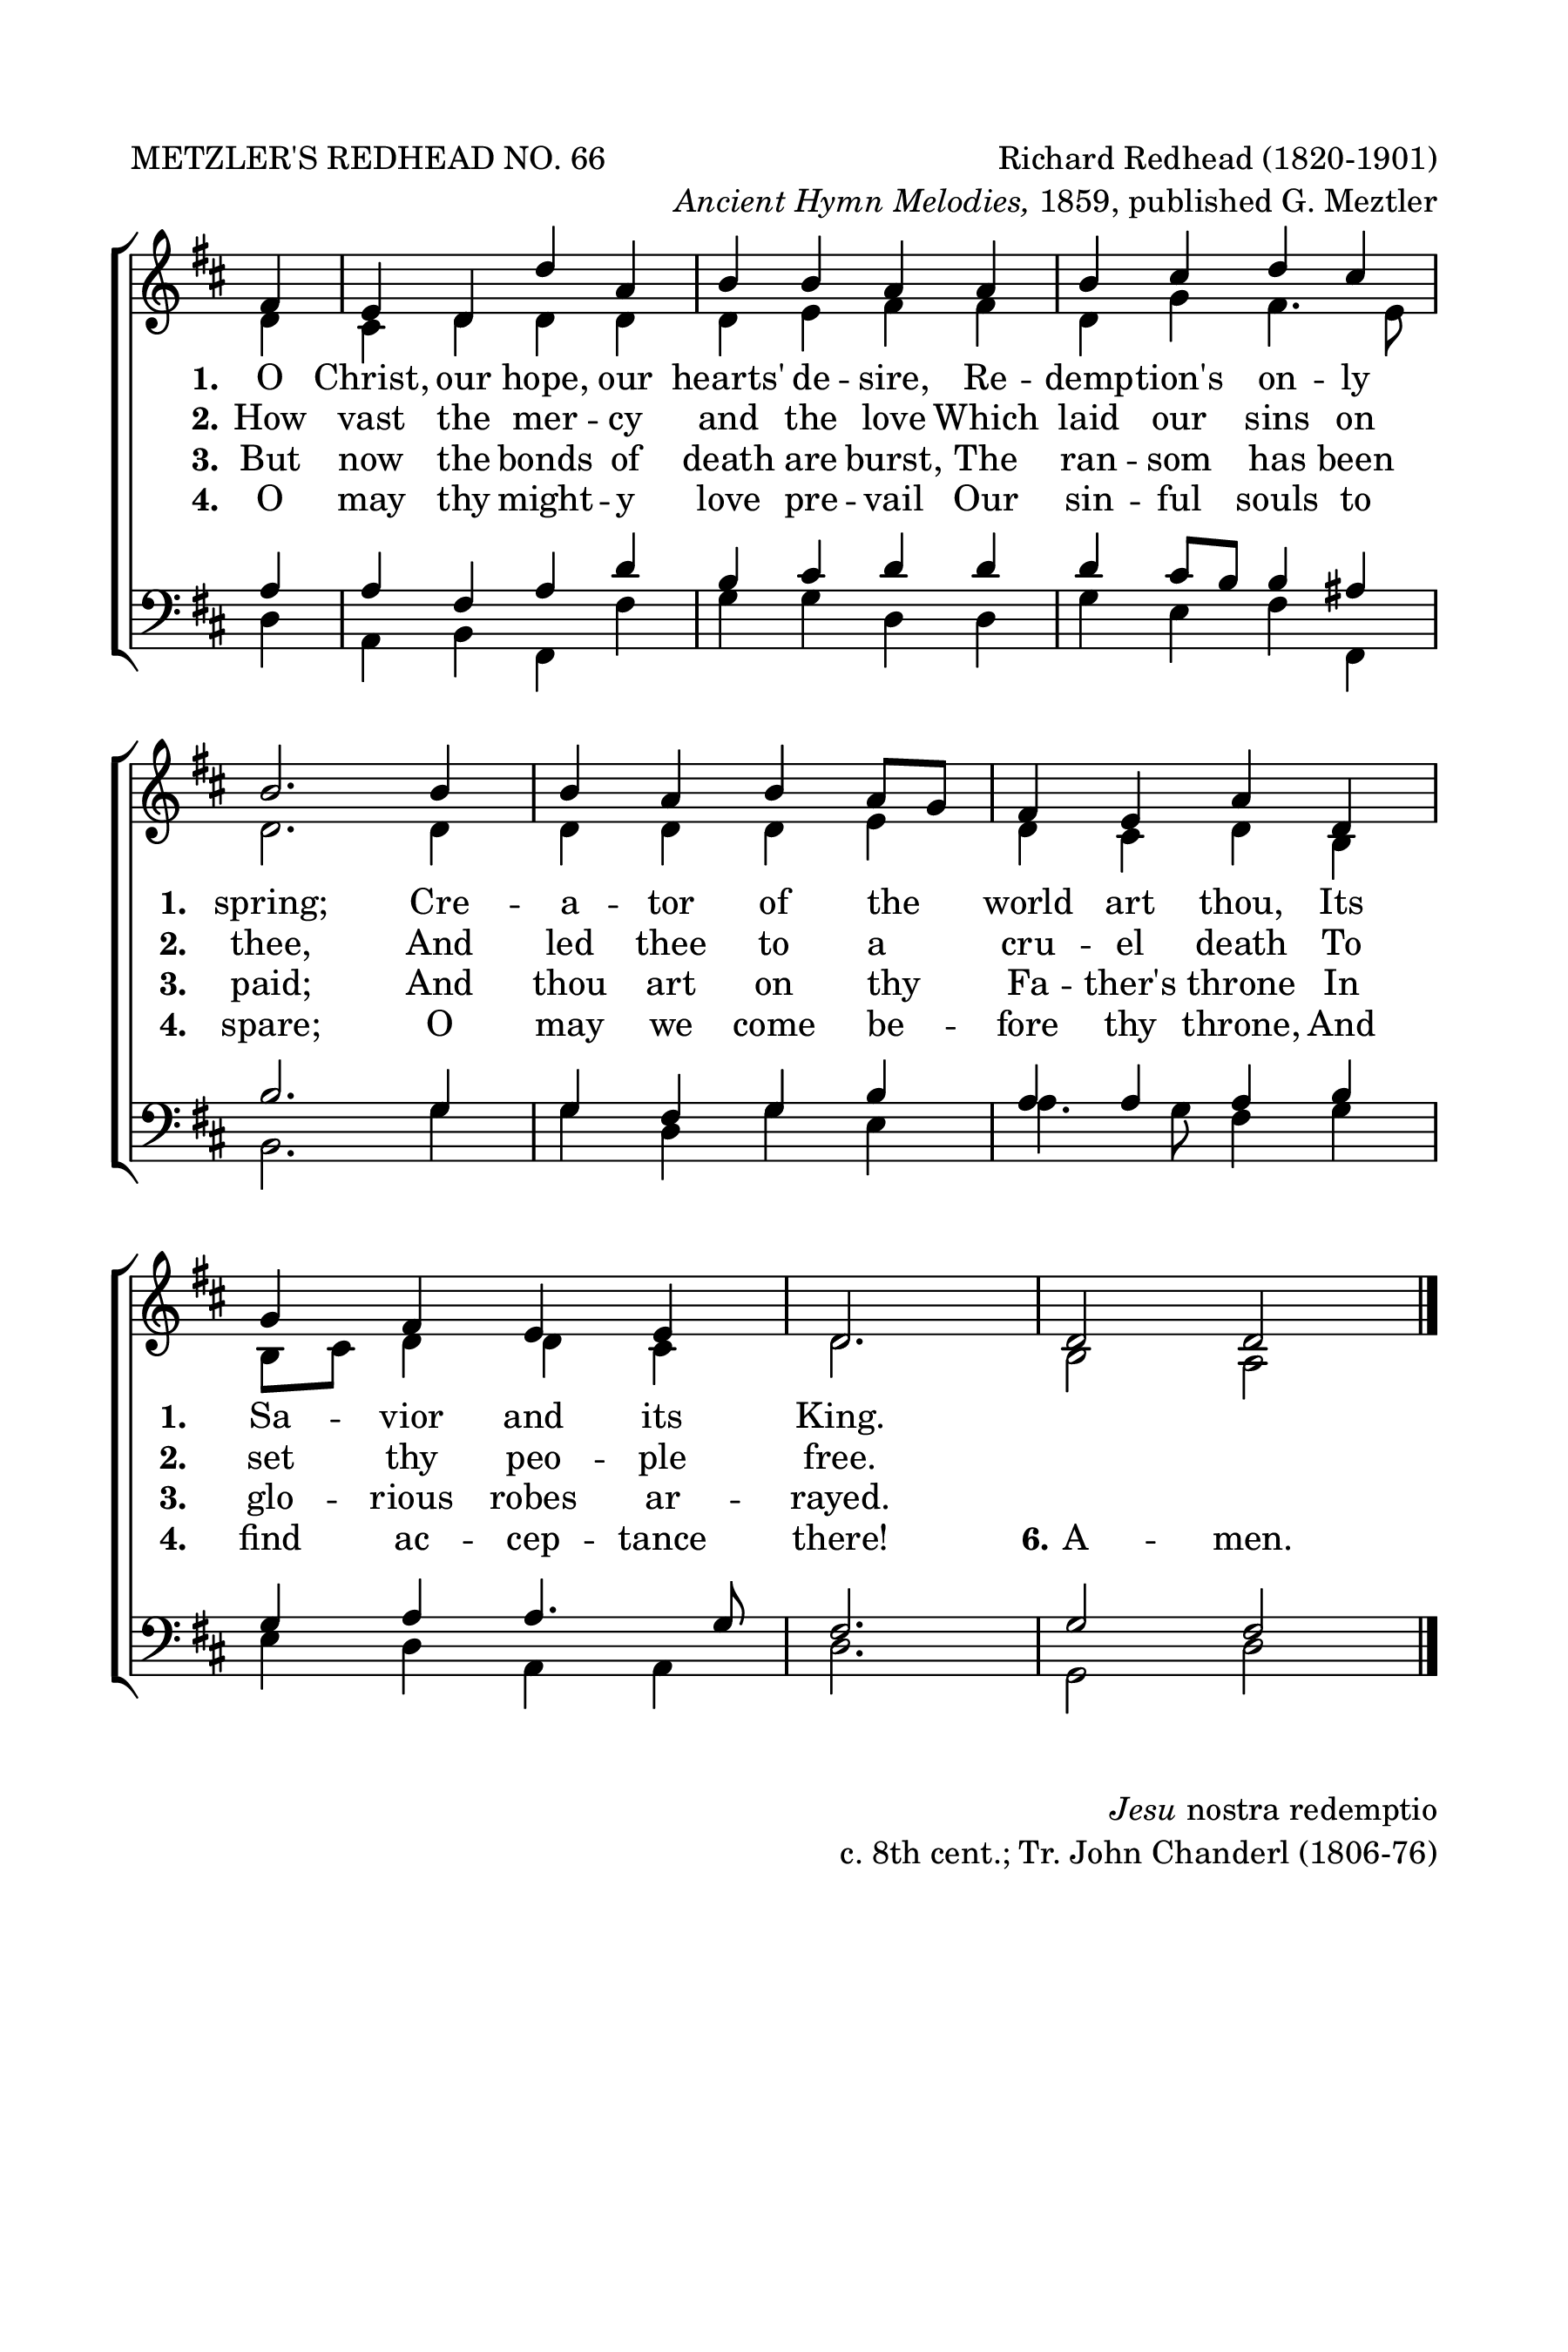 METZLER'S REDHEAD NO. 66 Richard Redhead (1820-1901)
Ancient Hymn Melodies, 1859, published G. Meztler
1. O Christ, our hope, our hearts' de -- sire, Re -- demption's on -- ly
2. How vast the mer -- cy and the love Which laid our sins on
3. But now the bonds of death are burst, The ran -- som has been
4. O may thy might -- y love pre -- vail Our sin -- ful souls to
1. spring; Cre -- a -- tor of the world art thou, Its
2. thee, And led thee to a cru -- el death To
3. paid; And thou art on thy Fa -- ther's throne In
4. spare; O may we come be -- fore thy throne, And
1. Sa -- vior and its King.
2. set thy peo -- ple free.
3. glo -- rious robes ar -- rayed.
4. find ac -- cep -- tance there! 6. A -- men.
Jesu nostra redemptio
c. 8th cent.; Tr. John Chanderl (1806-76)